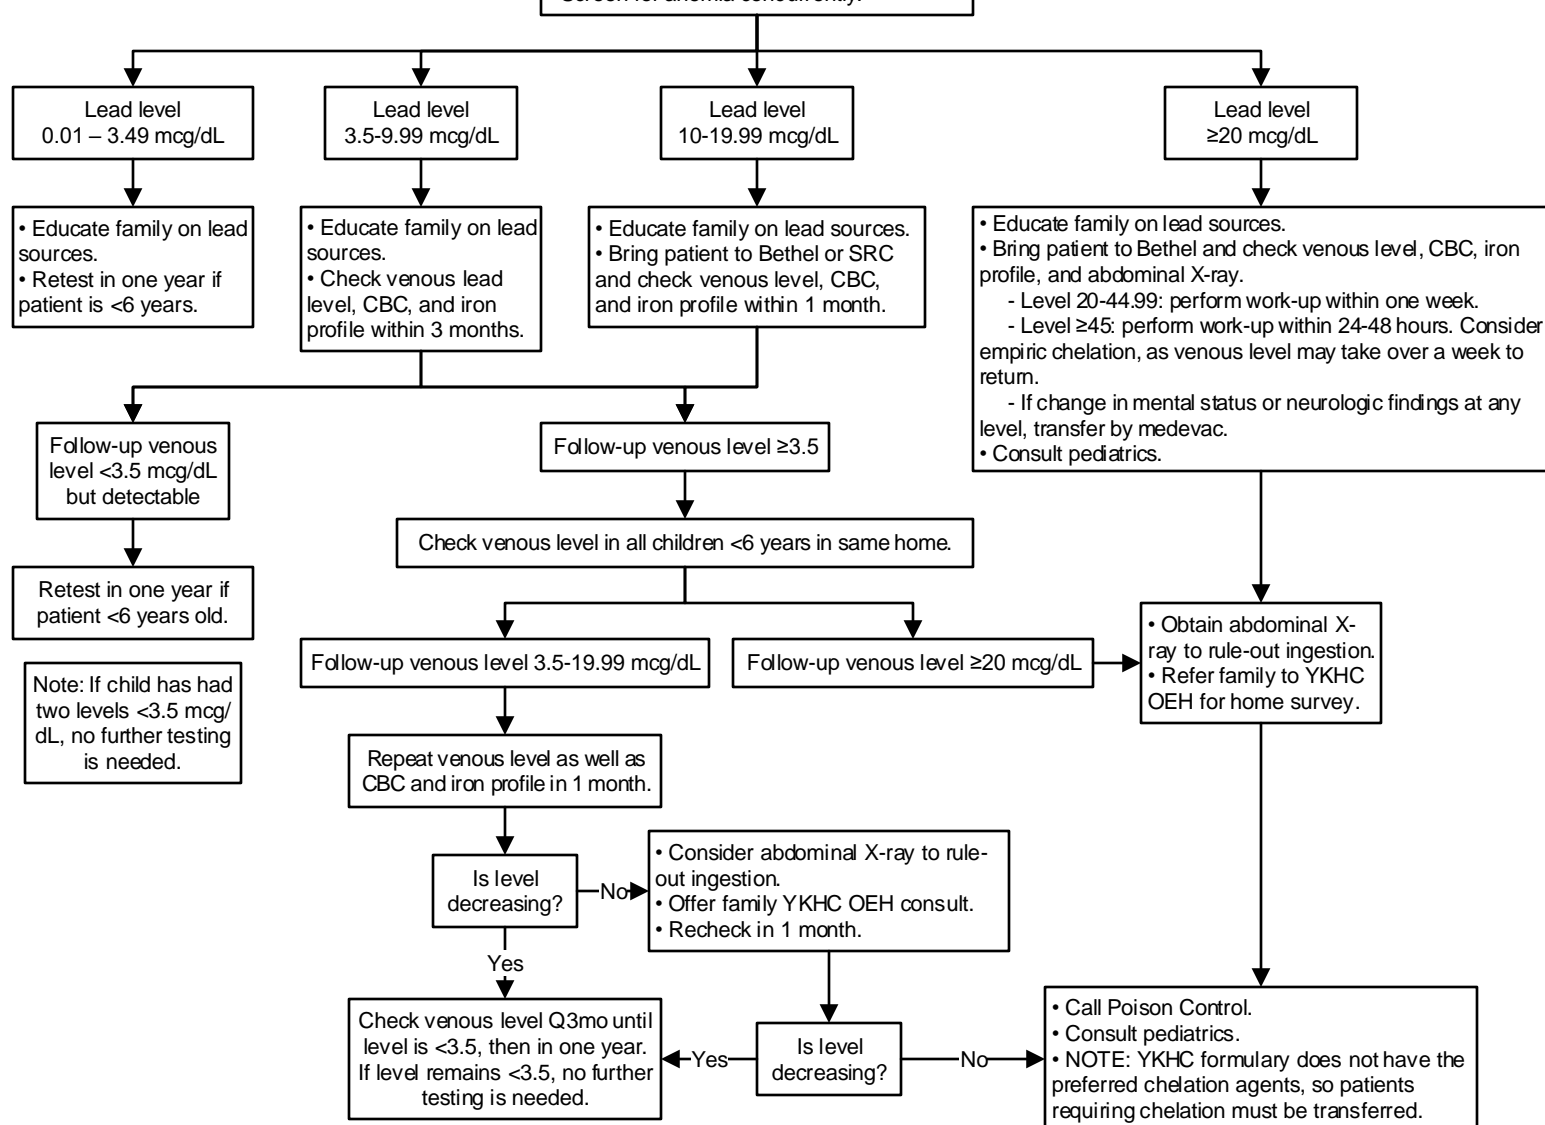 Screen for anemia concurrently.
Lead level
0.01 – 3.49 mcg/dL
Lead level
3.5-9.99 mcg/dL
Lead level
10-19.99 mcg/dL
Lead level
≥20 mcg/dL
• Educate family on lead
sources.
• Retest in one year if
patient is <6 years.
• Educate family on lead
sources.
• Check venous lead
level, CBC, and iron
profile within 3 months.
• Educate family on lead sources.
• Bring patient to Bethel or SRC
and check venous level, CBC,
and iron profile within 1 month.
• Educate family on lead sources.
• Bring patient to Bethel and check venous level, CBC, iron
profile, and abdominal X-ray.
- Level 20-44.99: perform work-up within one week.
- Level ≥45: perform work-up within 24-48 hours. Consider
empiric chelation, as venous level may take over a week to
return.
- If change in mental status or neurologic findings at any
level, transfer by medevac.
• Consult pediatrics.
Follow-up venous
level <3.5 mcg/dL
but detectable
Follow-up venous level ≥3.5
Check venous level in all children <6 years in same home.
Retest in one year if
patient <6 years old.
Follow-up venous level 3.5-19.99 mcg/dL
Follow-up venous level ≥20 mcg/dL
• Obtain abdominal X-
ray to rule-out ingestion.
• Refer family to YKHC
OEH for home survey.
Note: If child has had
two levels <3.5 mcg/
dL, no further testing
is needed.
Repeat venous level as well as
CBC and iron profile in 1 month.
Is level
decreasing?
No
• Consider abdominal X-ray to rule-
out ingestion.
• Offer family YKHC OEH consult.
• Recheck in 1 month.
Yes
Check venous level Q3mo until
level is <3.5, then in one year.
If level remains <3.5, no further
testing is needed.
Yes
Is level
decreasing?
No
• Call Poison Control.
• Consult pediatrics.
• NOTE: YKHC formulary does not have the
preferred chelation agents, so patients
requiring chelation must be transferred.